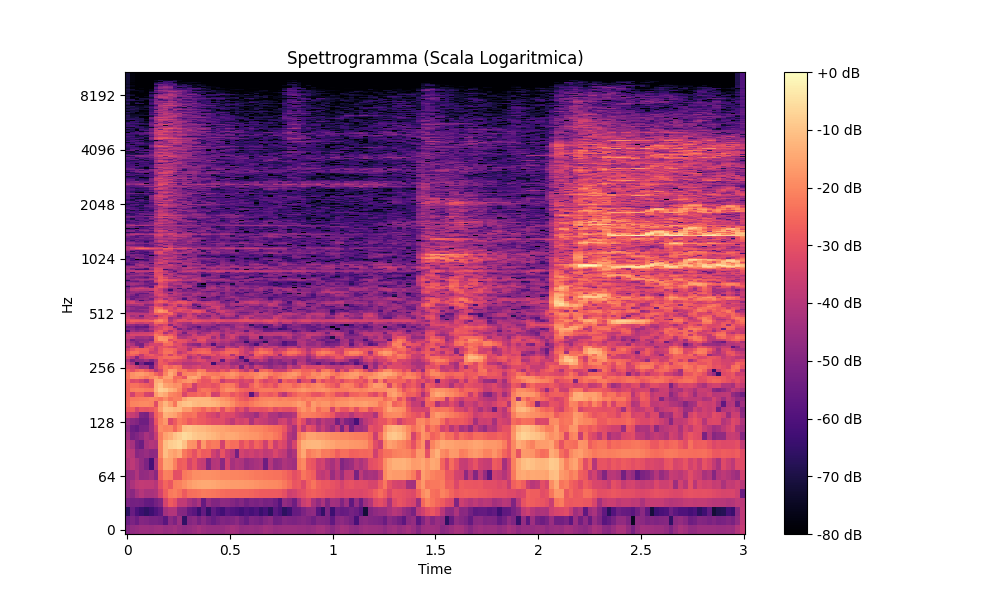 Spettrogramma (Scala Logaritmica)
Hz
8192
4096
2048
1024
512
256
128
64
0
0 0.5 1 1.5 2 2.5 3
Time
+0 dB
-10 dB
-20 dB
-30 dB
-40 dB
-50 dB
-60 dB
-70 dB
-80 dB